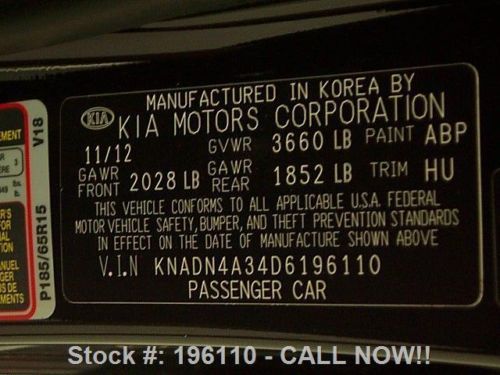 MANUFACTURED IN KOREA BY
KIA KIA MOTORS CORPORATION
11/12 GVWR 3660 LB PAINT ABP
GAWR FRONT 2028 LB GAWR REAR 1852 LB TRIM HU
THIS VEHICLE CONFORMS TO ALL APPLICABLE U.S.A. FEDERAL
MOTOR VEHICLE SAFETY, BUMPER, AND THEFT PREVENTION STANDARDS
IN EFFECT ON THE DATE OF MANUFACTURE SHOWN ABOVE
V.I.N KNADN4A34D6196110
PASSENGER CAR
V18
P185/65R15
Stock #: 196110 - CALL NOW!!